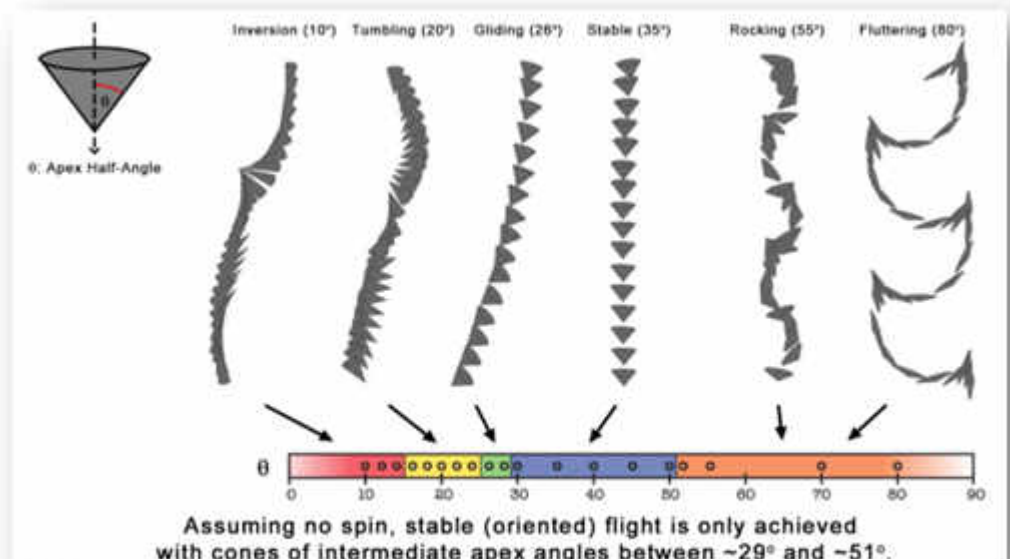 Inversion (10°) Tumbling (20°) Gliding (26°) Stable (35°) Rocking (55°) Fluttering (80°)
θ
θ: Apex Half-Angle
θ
0 10 20 30 40 50 60 70 80 90
Assuming no spin, stable (oriented) flight is only achieved
with cones of intermediate apex angles between ~29° and ~51°.